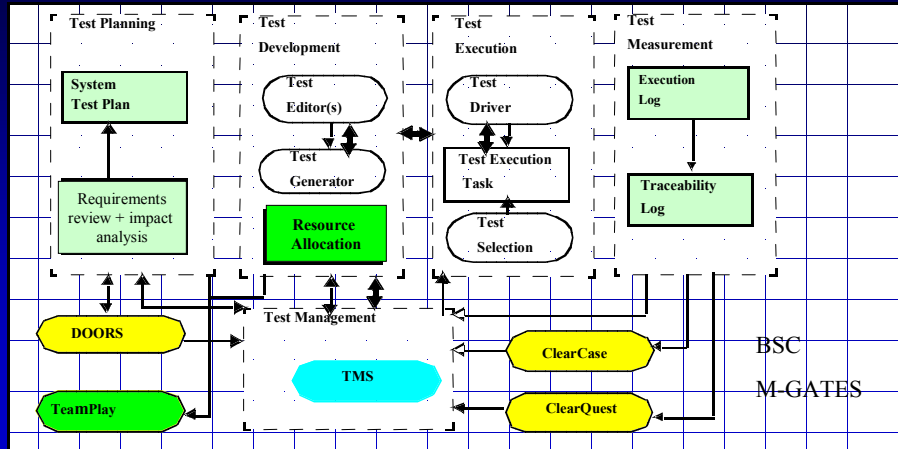 Test Planning
System
Test Plan
Requirements
review + impact
analysis
Test
Development
Test
Editor(s)
Test
Generator
Resource
Allocation
Test
Execution
Test
Driver
Test Execution
Task
Test
Selection
Test
Measurement
Execution
Log
Traceability
Log
DOORS
TeamPlay
Test Management
TMS
ClearCase
ClearQuest
BSC
M-GATES